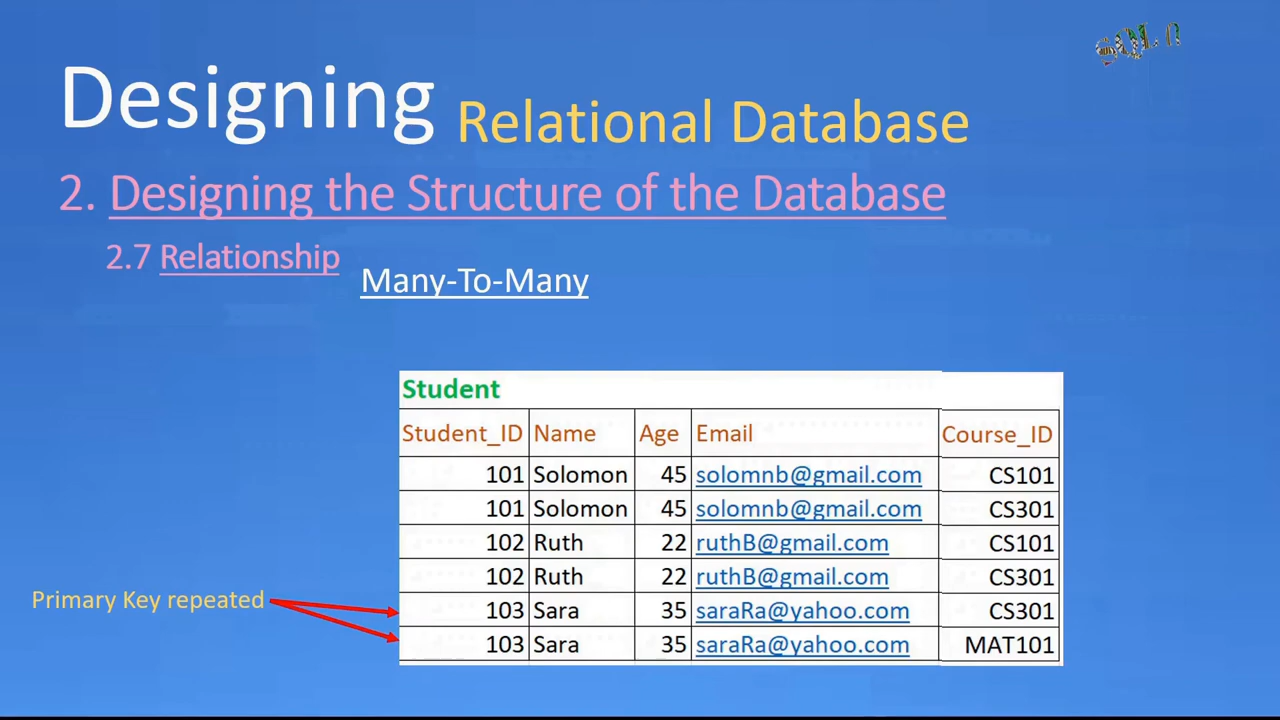 Designing Relational Database
2. Designing the Structure of the Database
2.7 Relationship
Many-To-Many
Student
Student_ID Name Age Email Course_ID
101 Solomon 45 solomnb@gmail.com CS101
101 Solomon 45 solomnb@gmail.com CS301
102 Ruth 22 ruthB@gmail.com CS101
102 Ruth 22 ruthB@gmail.com CS301
Primary Key repeated
103 Sara 35 saraRa@yahoo.com CS301
103 Sara 35 saraRa@yahoo.com MAT101